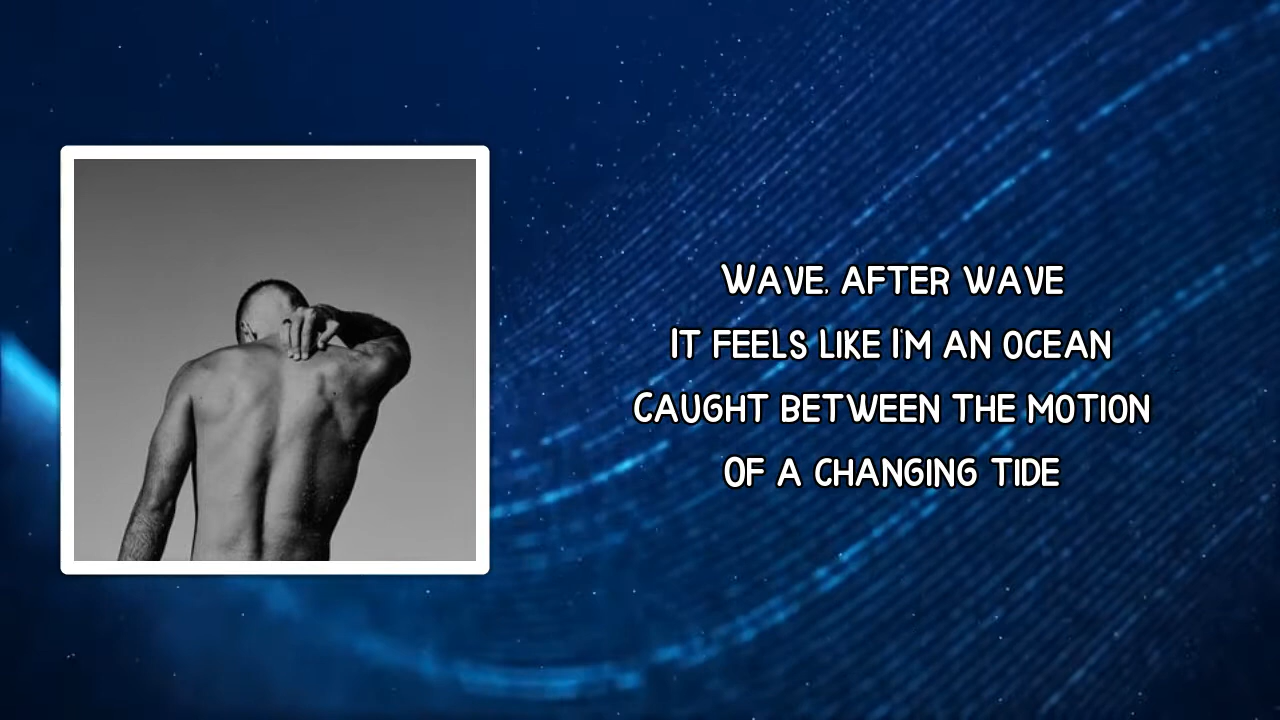 WAVE, AFTER WAVE
IT FEELS LIKE I'M AN OCEAN
CAUGHT BETWEEN THE MOTION
OF A CHANGING TIDE